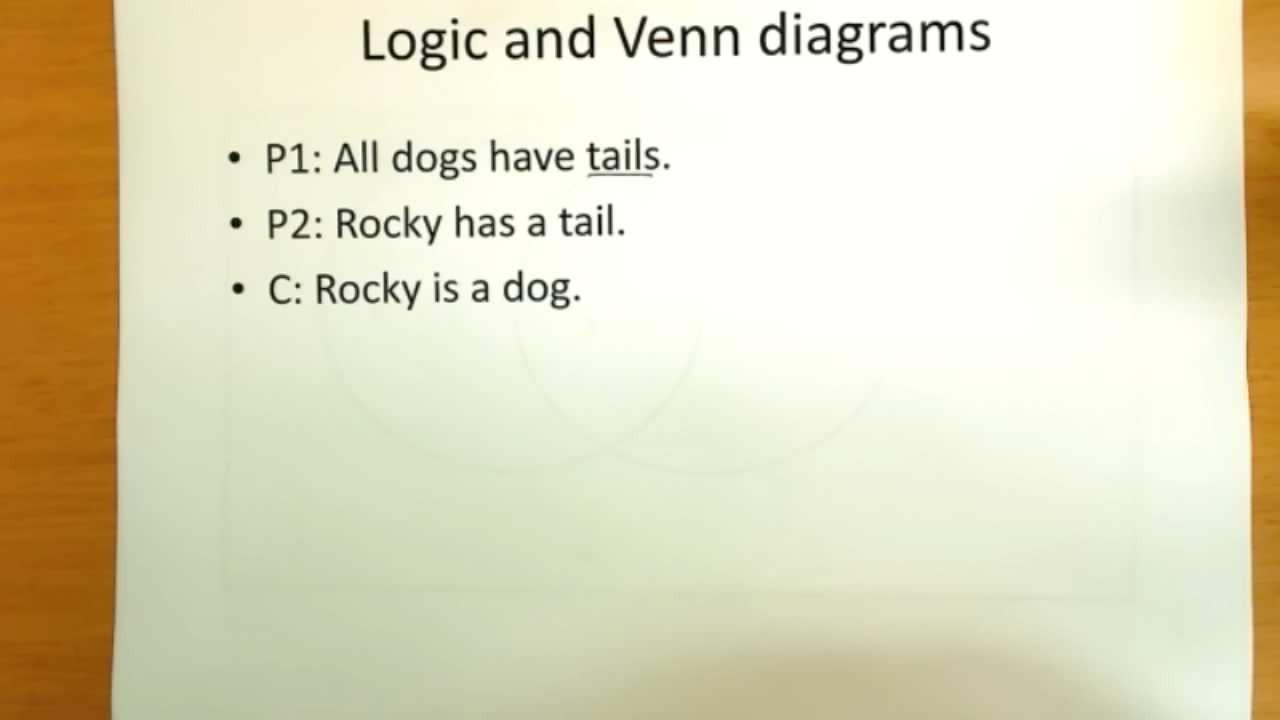 Logic and Venn diagrams
• P1: All dogs have tails.
• P2: Rocky has a tail.
• C: Rocky is a dog.